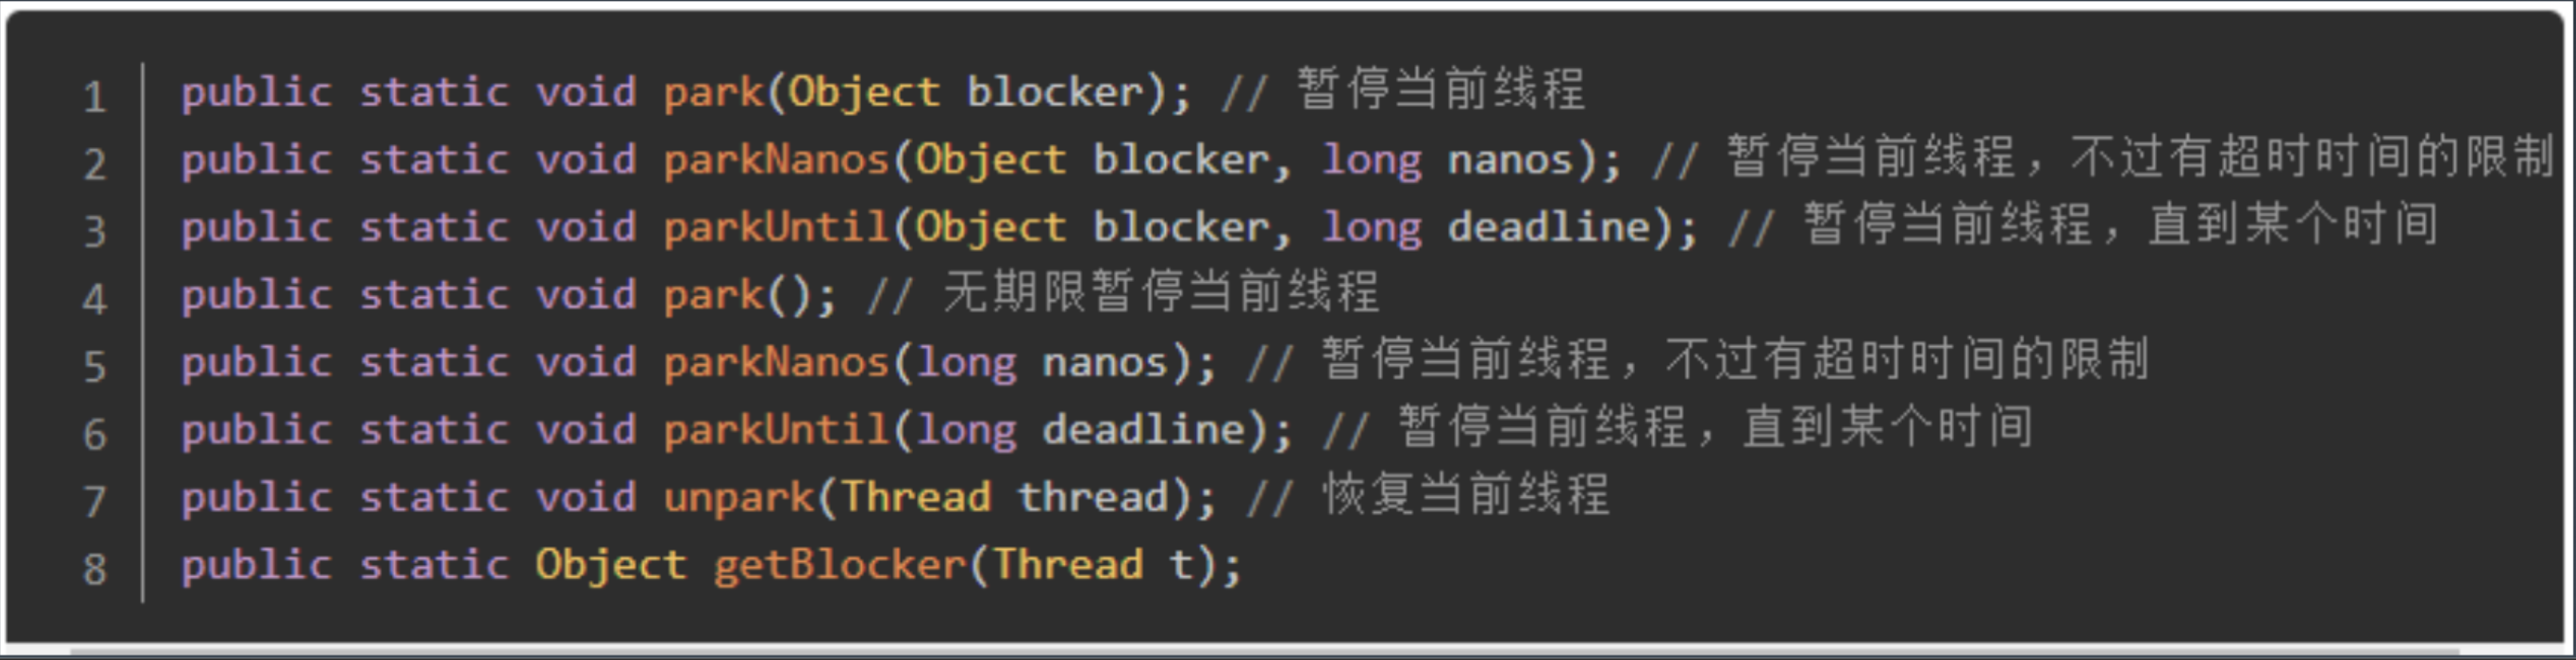 1 public static void park(Object blocker); // 暂停当前线程
2 public static void parkNanos(Object blocker, long nanos); // 暂停当前线程，不过有超时时间的限制
3 public static void parkUntil(Object blocker, long deadline); // 暂停当前线程，直到某个时间
4 public static void park(); // 无期限暂停当前线程
5 public static void parkNanos(long nanos); // 暂停当前线程，不过有超时时间的限制
6 public static void parkUntil(long deadline); // 暂停当前线程，直到某个时间
7 public static void unpark(Thread thread); // 恢复当前线程
8 public static Object getBlocker(Thread t);